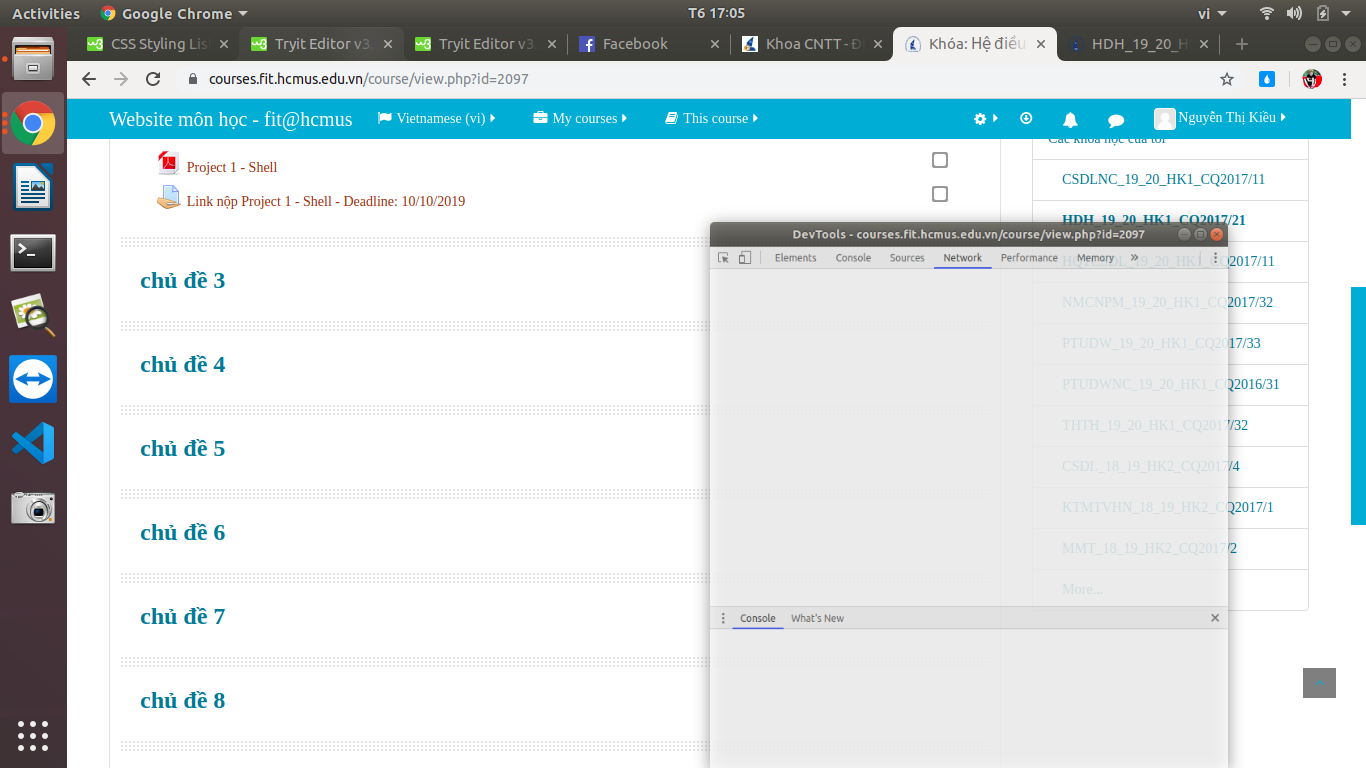 Activities Google Chrome T6 17:05 vi
CSS Styling Lis Tryit Editor v3. Tryit Editor v3. Facebook Khoa CNTT - Đ Khóa: Hệ điều HDH_19_20_H
courses.fit.hcmus.edu.vn/course/view.php?id=2097
Website môn học - fit@hcmus Vietnamese (vi) My courses This course Nguyễn Thị Kiều
Các khoá học của tôi
Project 1 - Shell
Link nộp Project 1 - Shell - Deadline: 10/10/2019
chủ đề 3
chủ đề 4
chủ đề 5
chủ đề 6
chủ đề 7
chủ đề 8
CSDLNC_19_20_HK1_CQ2017/11
HDH_19_20_HK1_CQ2017/21
DevTools - courses.fit.hcmus.edu.vn/course/view.php?id=2097
Elements Console Sources Network Performance Memory »
NMCNPM_19_20_HK1_CQ2017/32
PTUDW_19_20_HK1_CQ2017/33
PTUDWNC_19_20_HK1_CQ2016/31
THTH_19_20_HK1_CQ2017/32
CSDL_18_19_HK2_CQ2017/4
KTMTVHN_18_19_HK2_CQ2017/1
MMT_18_19_HK2_CQ2017/2
More...
Console What's New